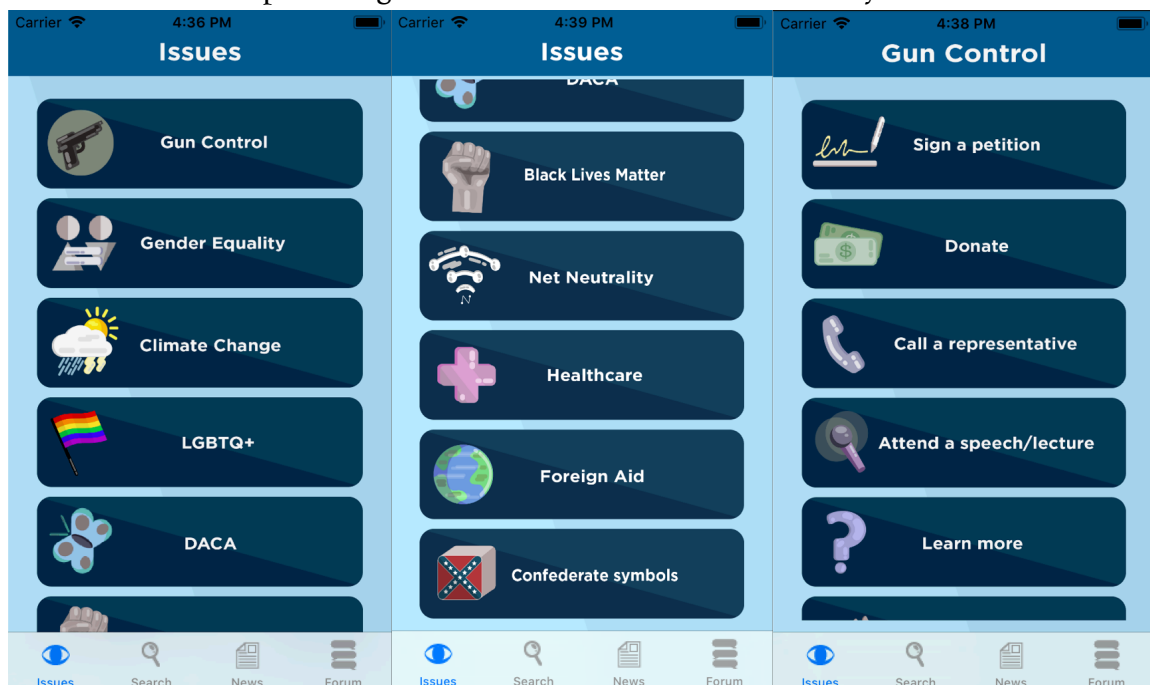 Carrier 4:36 PM
Issues
Gun Control
Gender Equality
Climate Change
LGBTQ+
DACA
Issues Search News Forum
Carrier 4:39 PM
Issues
DACA
Black Lives Matter
Net Neutrality
N
Healthcare
Foreign Aid
Confederate symbols
Issues Search News Forum
Carrier 4:38 PM
Gun Control
Sign a petition
$
Donate
Call a representative
Attend a speech/lecture
?
Learn more
Issues Search News Forum